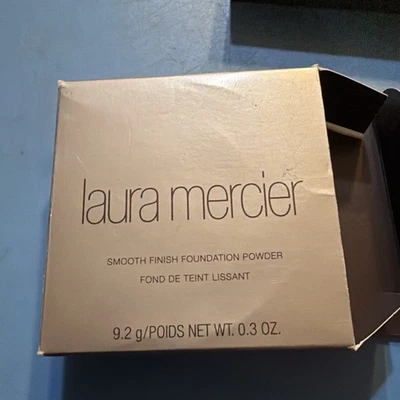 laura mercier
SMOOTH FINISH FOUNDATION POWDER
FOND DE TEINT LISSANT
9.2 g/POIDS NET WT. 0.3 OZ.